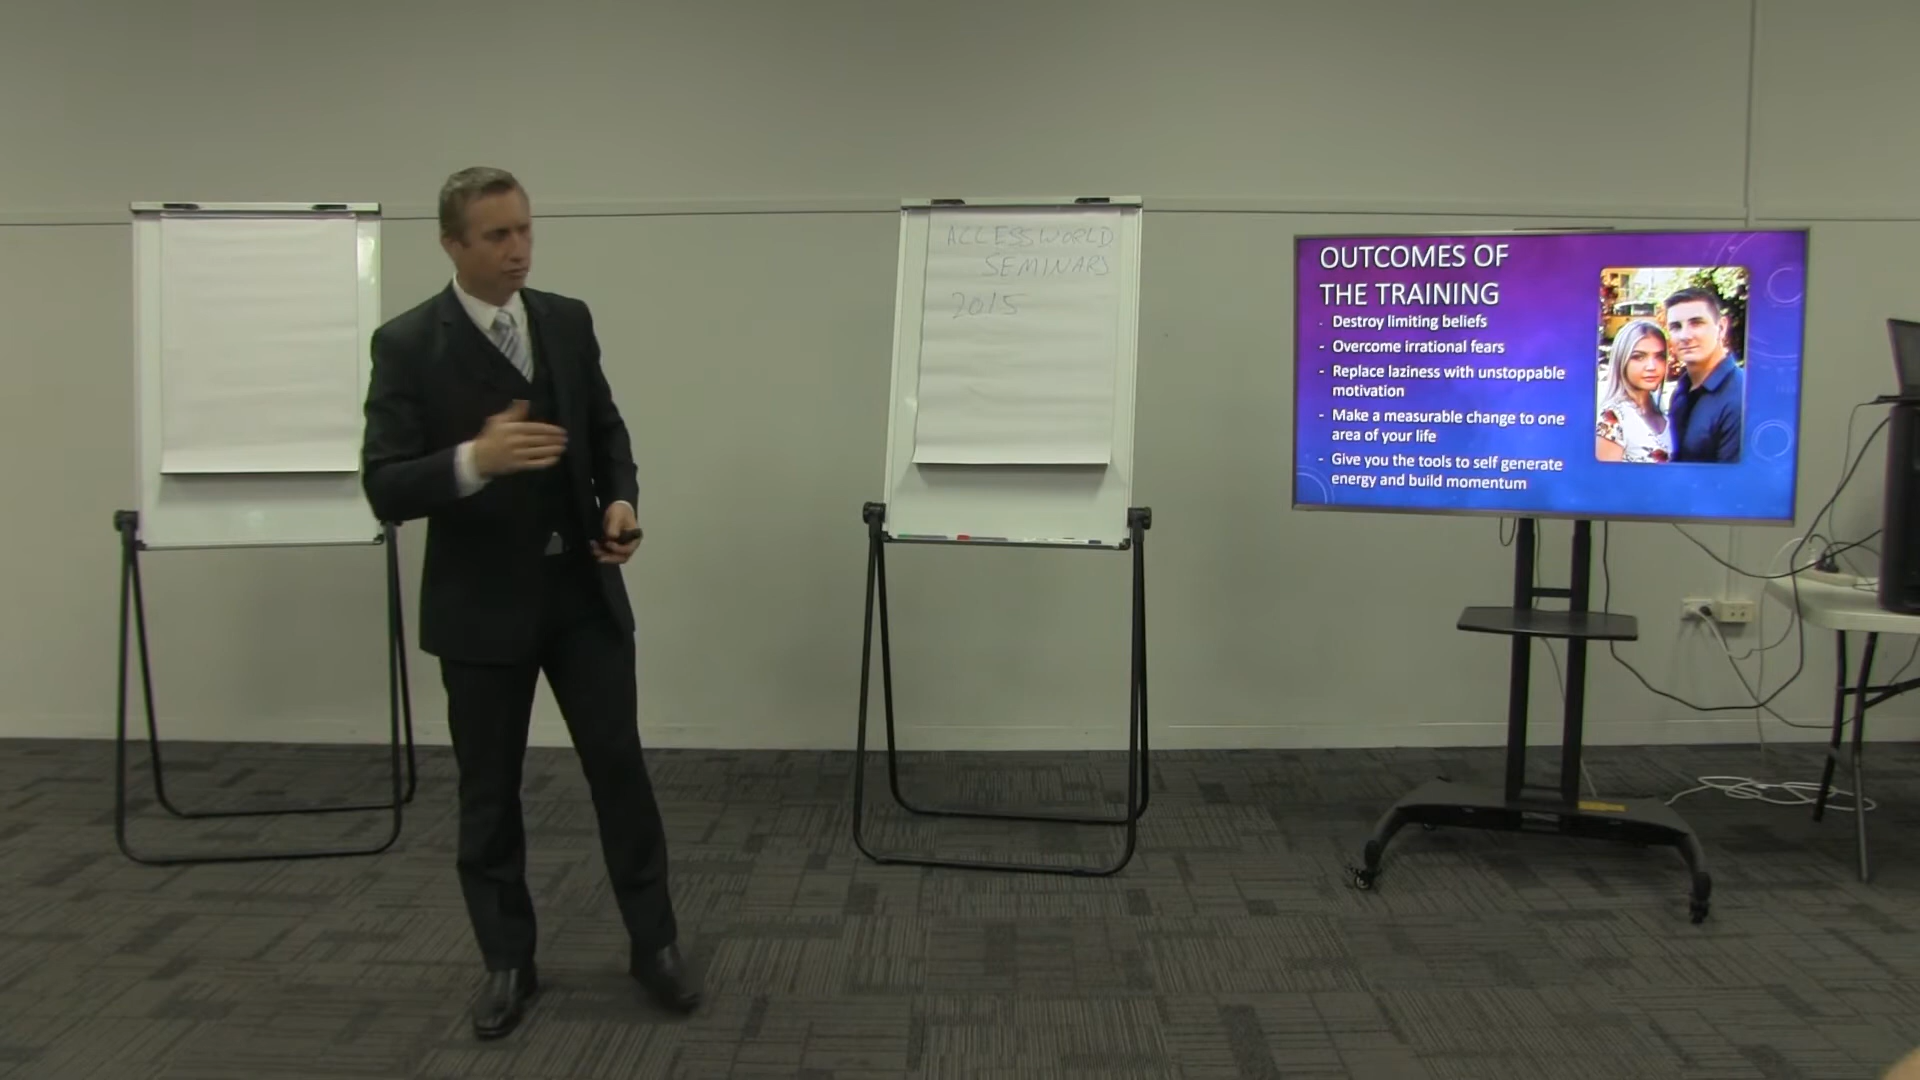 ACCESSWORLD
SEMINARS
2015
OUTCOMES OF
THE TRAINING
- Destroy limiting beliefs
- Overcome irrational fears
- Replace laziness with unstoppable
motivation
- Make a measurable change to one
area of your life
- Give you the tools to self generate
energy and build momentum